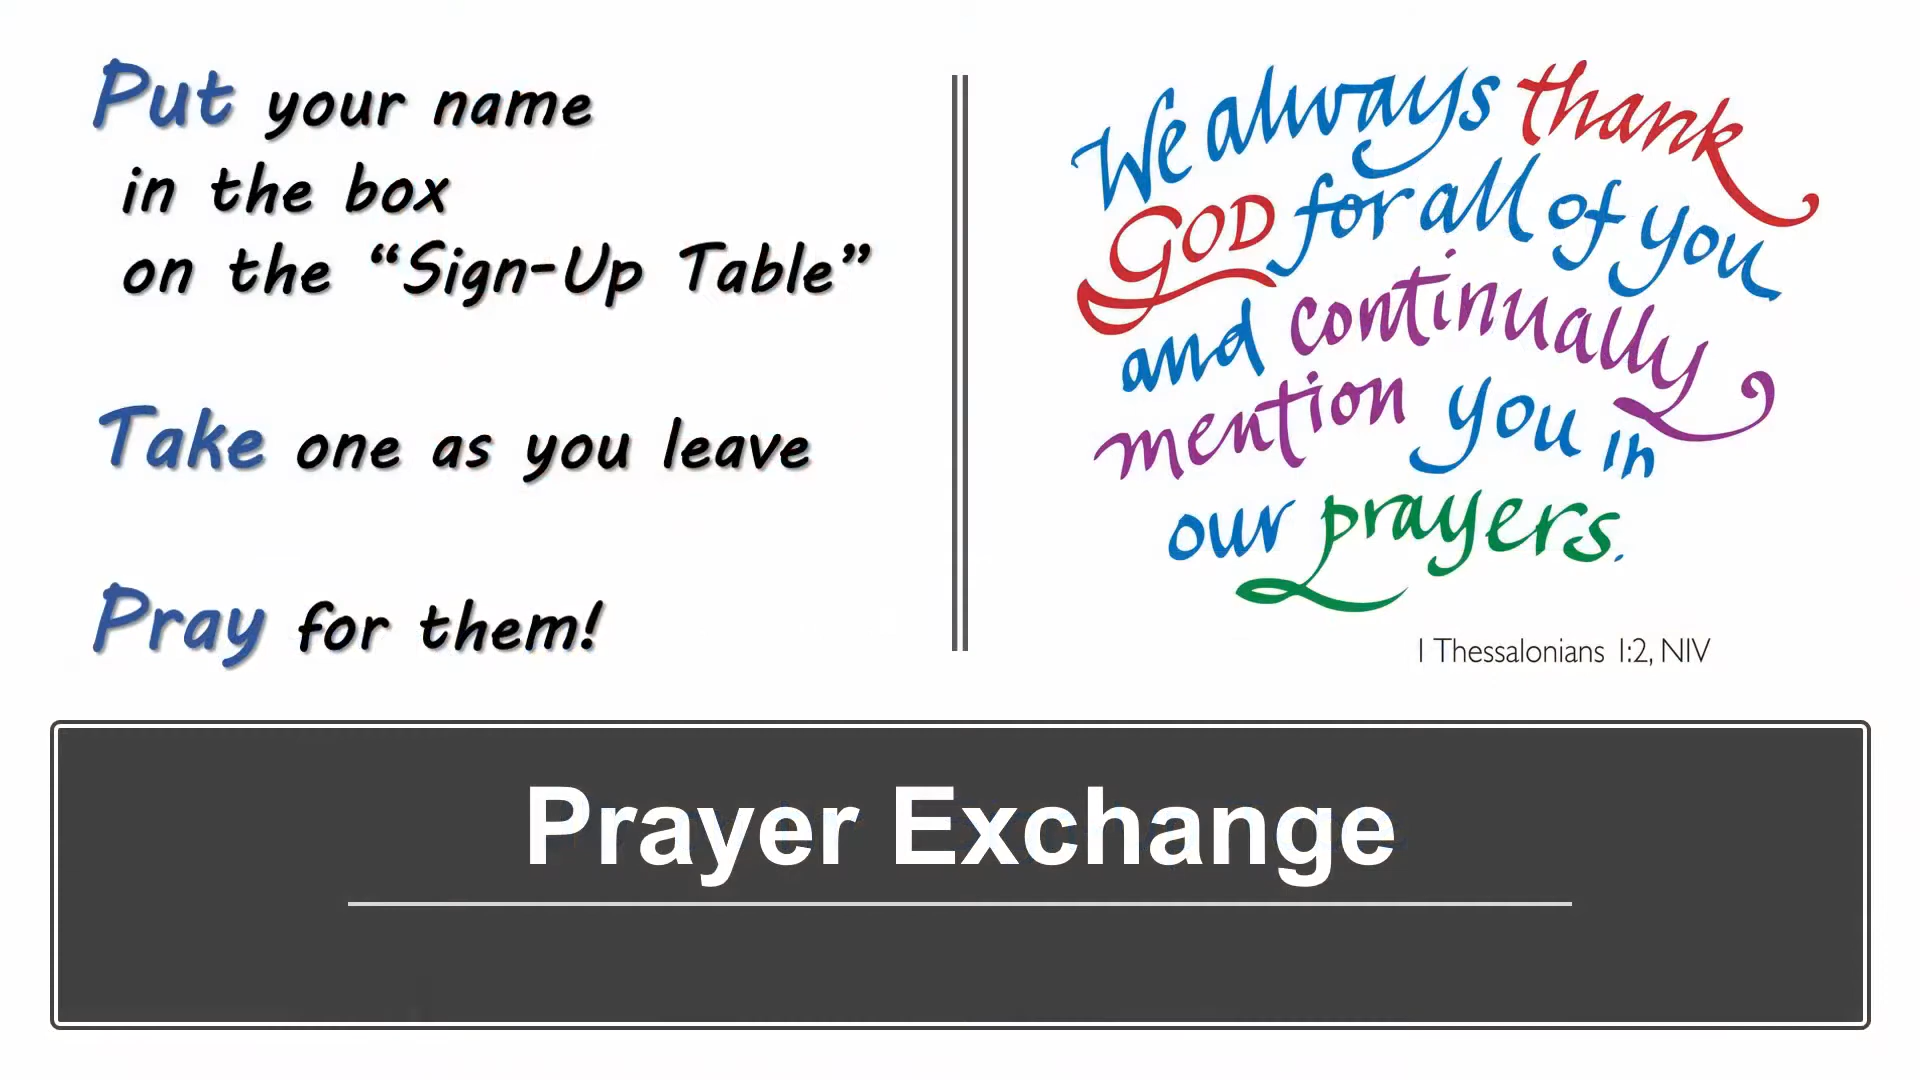 Put your name
in the box
on the “Sign-Up Table”
Take one as you leave
Pray for them!
We always thank
GOD for all of you
and continually
mention you in
our prayers.
1 Thessalonians 1:2, NIV
Prayer Exchange